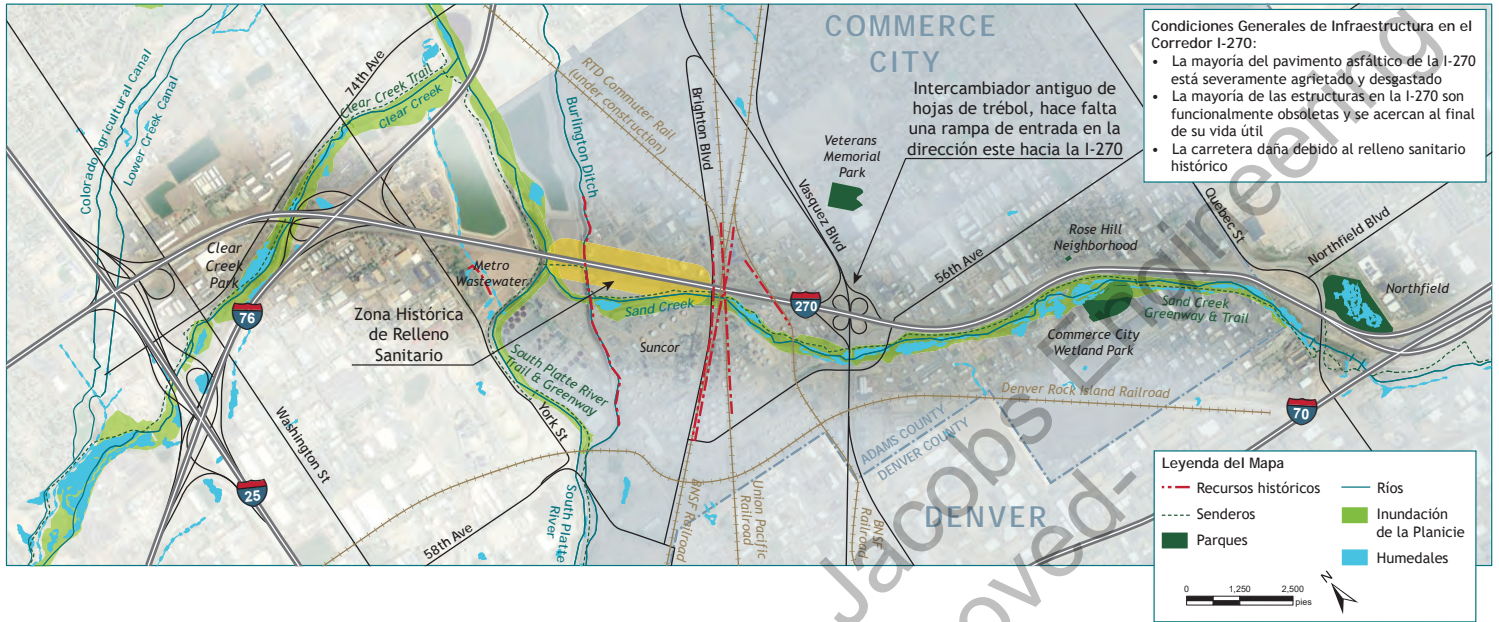 COMMERCE
CITY
Condiciones Generales de Infraestructura en el
Corredor I-270:
• La mayoría del pavimento asfáltico de la I-270
está severamente agrietado y desgastado
• La mayoría de las estructuras en la I-270 son
funcionalmente obsoletas y se acercan al final
de su vida útil
• La carretera daña debido al relleno sanitario
histórico
Intercambiador antiguo de
hojas de trébol, hace falta
una rampa de entrada en la
dirección este hacia la I-270
Colorado Agricultural Canal
Lower Creek Canal
74th Ave
Clear Creek Trail
Clear Creek
RTD Commuter Rail
(under construction)
Burlington Ditch
Brighton Blvd
Vasquez Blvd
Veterans
Memorial
Park
56th Ave
Rose Hill
Neighborhood
Quebec St
Northfield Blvd
Northfield
Clear
Creek
Park
Metro
Wastewater
76
270
Zona Histórica
de Relleno
Sanitario
Sand Creek
Suncor
Commerce City
Wetland Park
Sand Creek
Greenway & Trail
South Platte River
Trail & Greenway
York St
Washington St
Denver Rock Island Railroad
70
ADAMS COUNTY
DENVER COUNTY
25
58th Ave
South Platte
River
BNSF Railroad
Union Pacific
Railroad
BNSF
Railroad
DENVER
Leyenda del Mapa
Recursos históricos
Senderos
Parques
Ríos
Inundación
de la Planicie
Humedales
0 1,250 2,500
pies
N
Jacobs Engineering